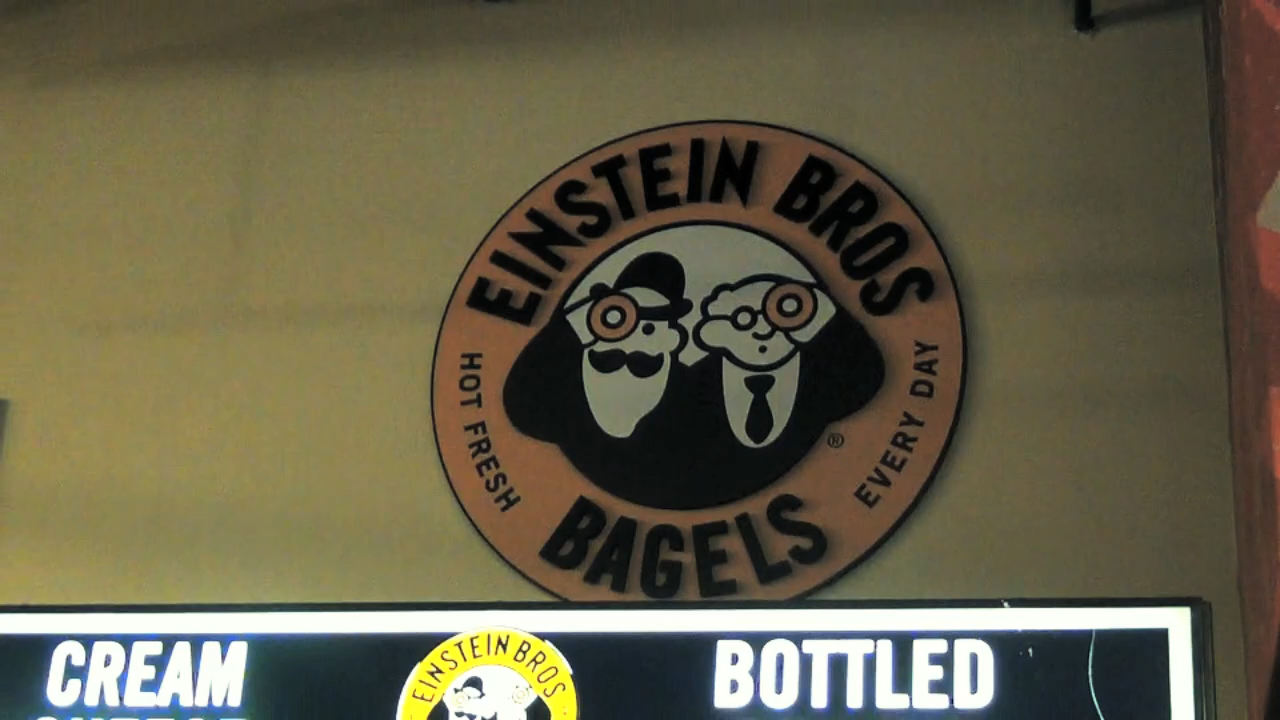 EINSTEIN BROS
HOT FRESH
EVERY DAY
®
BAGELS
CREAM
EINSTEIN BROS
BOTTLED